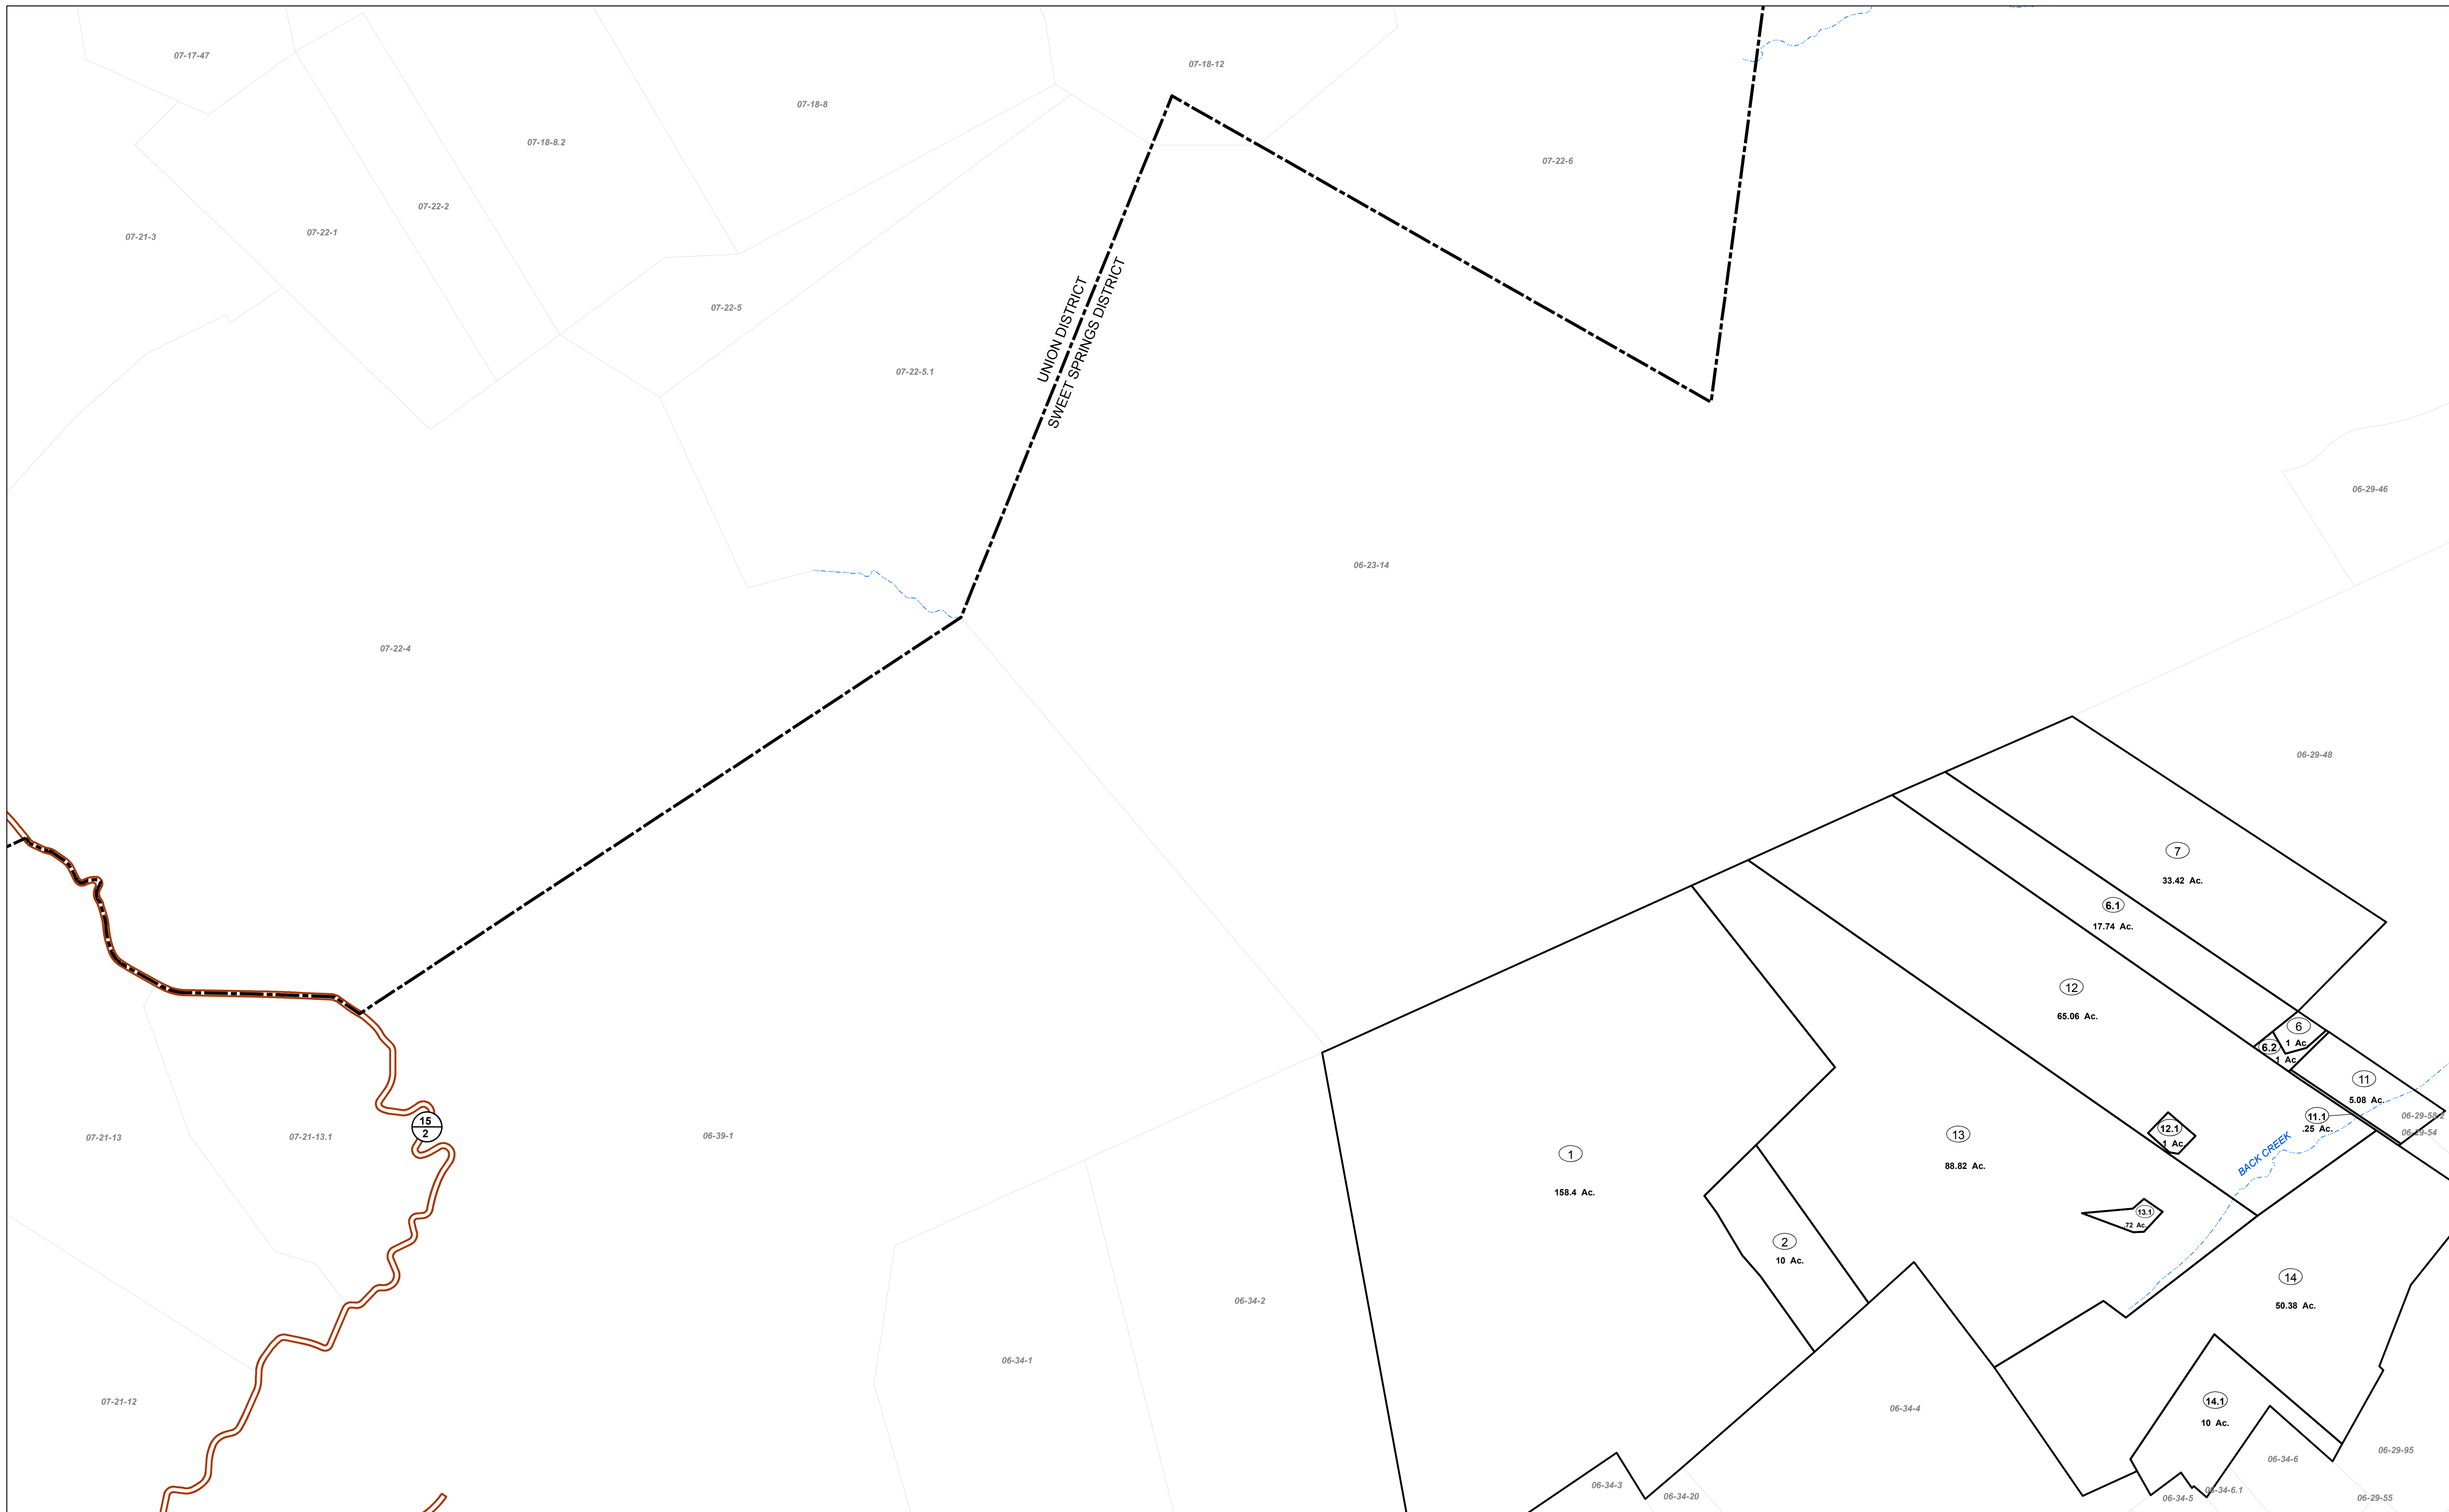 07-17-47
07-18-12
07-18-8
07-18-8.2
07-22-6
07-22-2
07-22-1
07-21-3
07-22-5
UNION DISTRICT
SWEET SPRINGS DISTRICT
07-22-5.1
06-29-46
06-23-14
07-22-4
06-29-48
7
33.42 Ac.
6.1
17.74 Ac.
12
65.06 Ac.
6
1 Ac.
6.2
1 Ac.
11
5.08 Ac.
11.1
.25 Ac.
06-29-58.2
06-29-54
15
2
07-21-13
07-21-13.1
06-39-1
12.1
1 Ac.
13
88.82 Ac.
1
158.4 Ac.
BACK CREEK
13.1
.72 Ac.
2
10 Ac.
14
50.38 Ac.
06-34-2
06-34-1
07-21-12
14.1
10 Ac.
06-34-4
06-29-95
06-34-6
06-34-3
06-34-20
06-34-6.1
06-34-5
06-29-55